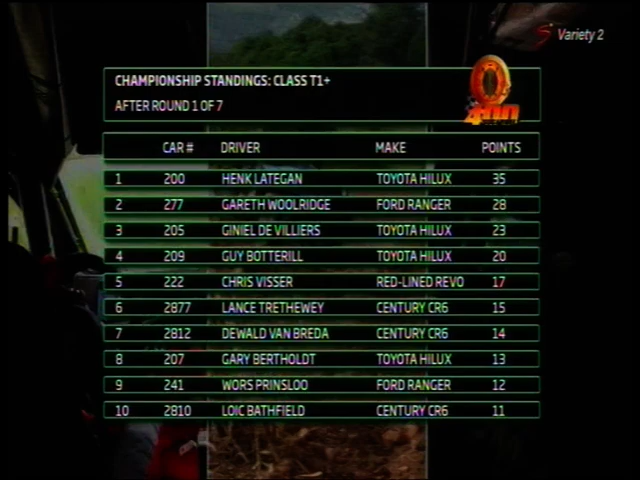 Variety 2
CHAMPIONSHIP STANDINGS: CLASS T1+
AFTER ROUND 1 OF 7
400
CAR # DRIVER MAKE POINTS
1 200 HENK LATEGAN TOYOTA HILUX 35
2 277 GARETH WOOLRIDGE FORD RANGER 28
3 205 GINIEL DE VILLIERS TOYOTA HILUX 23
4 209 GUY BOTTERILL TOYOTA HILUX 20
5 222 CHRIS VISSER RED-LINED REVO 17
6 2877 LANCE TRETHEWEY CENTURY CR6 15
7 2812 DEWALD VAN BREDA CENTURY CR6 14
8 207 GARY BERTHOLDT TOYOTA HILUX 13
9 241 WORS PRINSLOO FORD RANGER 12
10 2810 LOIC BATHFIELD CENTURY CR6 11